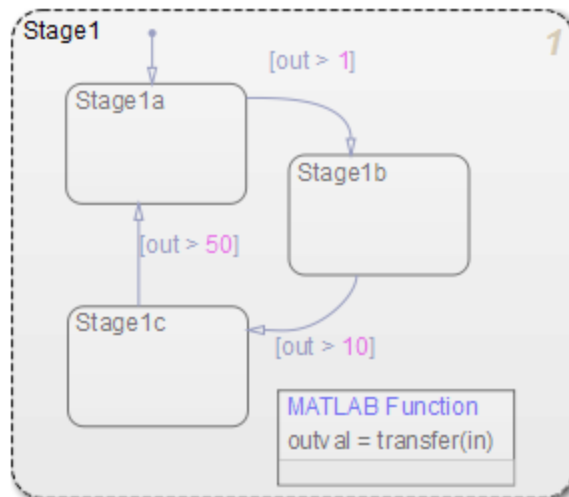 Stage1
1
[out > 1]
Stage1a
Stage1b
[out > 50]
Stage1c
[out > 10]
MATLAB Function
outval = transfer(in)